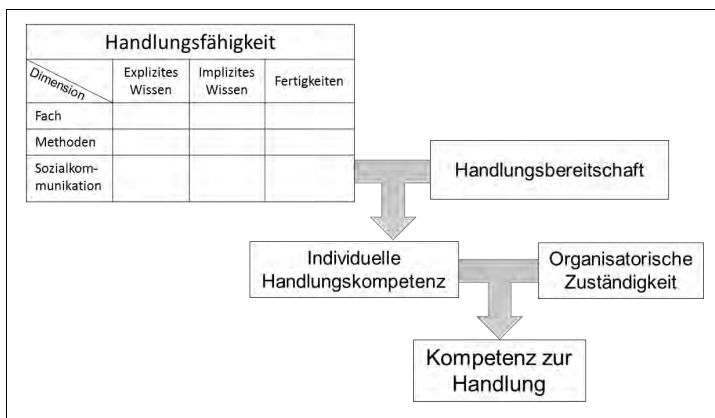 Handlungsfähigkeit
Dimension
Explizites
Wissen
Implizites
Wissen
Fertigkeiten
Fach
Methoden
Sozialkom-
munikation
Handlungsbereitschaft
Individuelle
Handlungskompetenz
Organisatorische
Zuständigkeit
Kompetenz zur
Handlung